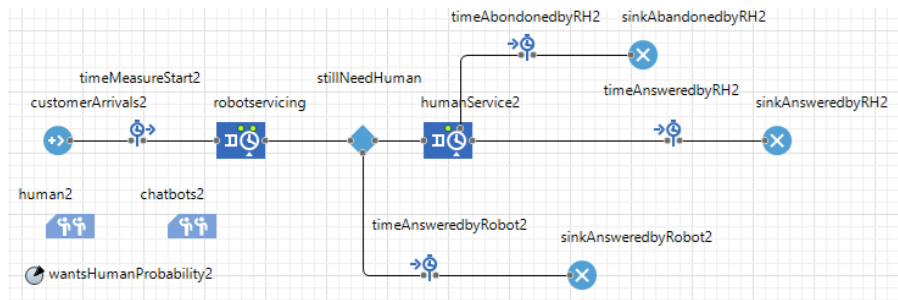 timeAbondonedbyRH2 sinkAbandonedbyRH2
timeMeasureStart2 stillNeedHuman
timeAnsweredbyRH2
customerArrivals2 robotservicing humanService2 sinkAnsweredbyRH2
human2 chatbots2
timeAnsweredbyRobot2
sinkAnsweredbyRobot2
wantsHumanProbability2